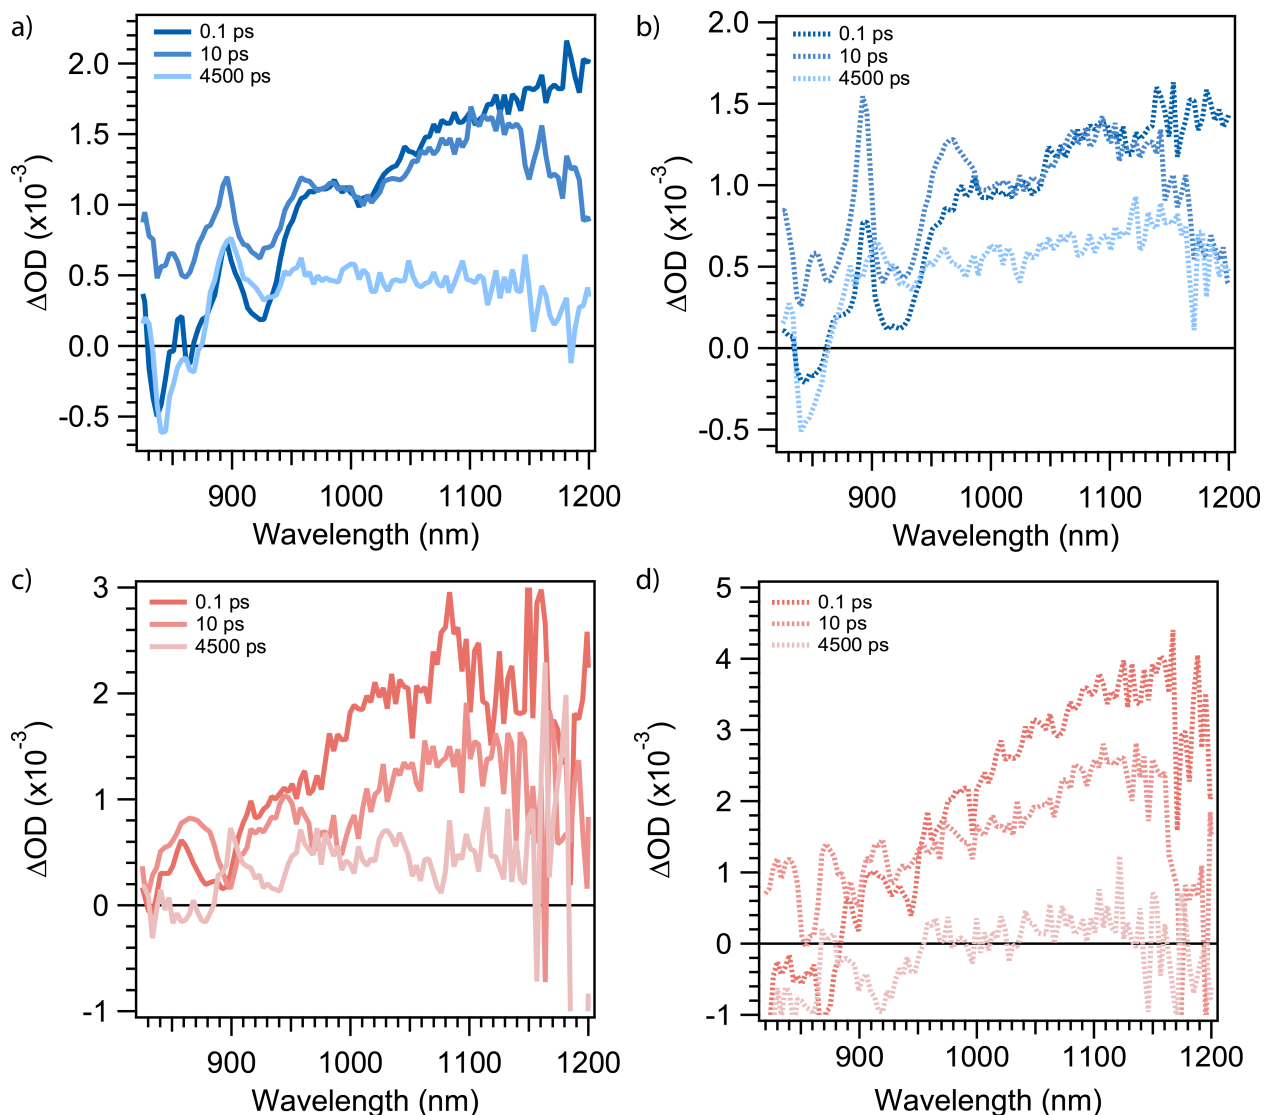 a)
0.1 ps
10 ps
4500 ps
2.0
1.5
1.0
0.5
0.0
-0.5
ΔOD (x10⁻³)
900 1000 1100 1200
Wavelength (nm)
b)
0.1 ps
10 ps
4500 ps
2.0
1.5
1.0
0.5
0.0
-0.5
ΔOD (x10⁻³)
900 1000 1100 1200
Wavelength (nm)
c)
0.1 ps
10 ps
4500 ps
3
2
1
0
-1
ΔOD (x10⁻³)
900 1000 1100 1200
Wavelength (nm)
d)
0.1 ps
10 ps
4500 ps
5
4
3
2
1
0
-1
ΔOD (x10⁻³)
900 1000 1100 1200
Wavelength (nm)